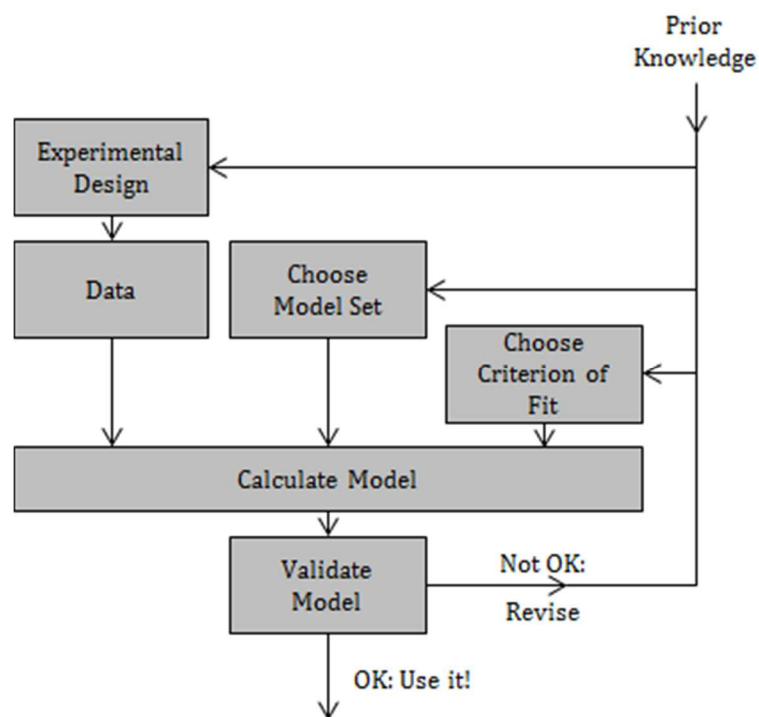 Prior
Knowledge
Experimental
Design
Data
Choose
Model Set
Choose
Criterion of
Fit
Calculate Model
Validate
Model
Not OK:
Revise
OK: Use it!